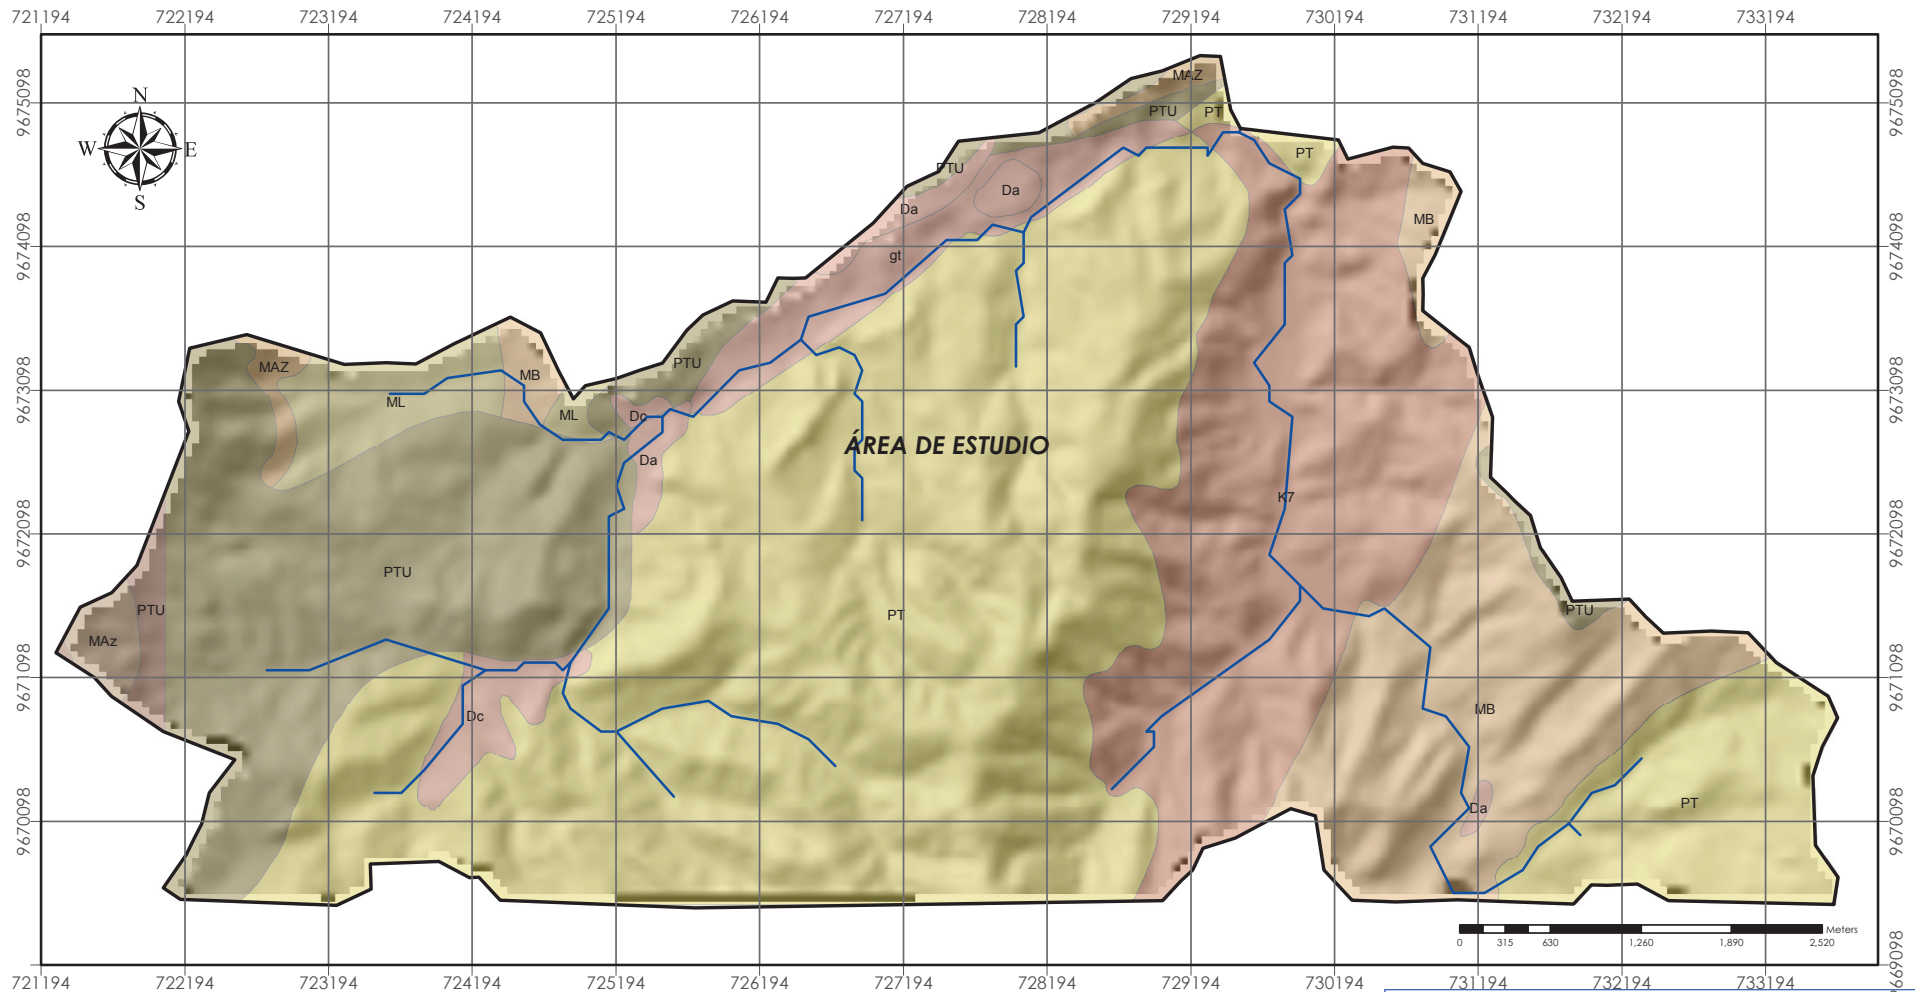 721194 722194 723194 724194 725194 726194 727194 728194 729194 730194 731194 732194 733194
9675098 9675098
9674098 9674098
9673098 9673098
9672098 9672098
9671098 9671098
9670098 9670098
9669098 9669098
N
W E
S
MAZ
PTU PT
PT
PTU
Da
Da
MB
gt
PTU
MAZ
MB
ML
ML
Dc
ÁREA DE ESTUDIO
Da
K7
PTU
PTU
PTU
PT
MAz
MB
Dc
PT
Da
Meters
0 315 630 1,260 1,890 2,520
721194 722194 723194 724194 725194 726194 727194 728194 729194 730194 731194 732194 733194